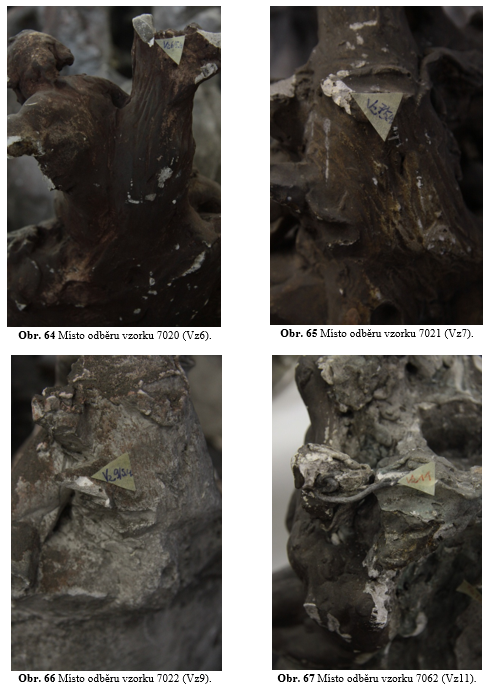 Obr. 64 Místo odběru vzorku 7020 (Vz6).
Obr. 65 Místo odběru vzorku 7021 (Vz7).
Obr. 66 Místo odběru vzorku 7022 (Vz9).
Obr. 67 Místo odběru vzorku 7062 (Vz11).